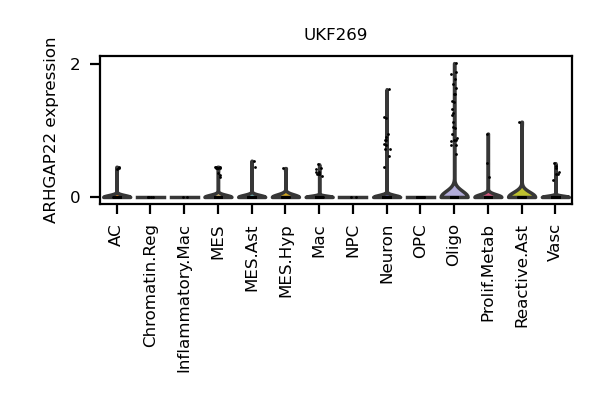 UKF269
ARHGAP22 expression
2
0
AC
Chromatin.Reg
Inflammatory.Mac
MES
MES.Ast
MES.Hyp
Mac
NPC
Neuron
OPC
Oligo
Prolif.Metab
Reactive.Ast
Vasc